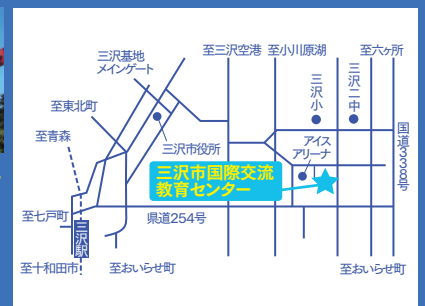 至三沢空港
至小川原湖
至六ヶ所
三沢基地
メインゲート
三沢小
三沢二中
至東北町
至青森
三沢市役所
アイス
アリーナ
国道338号
三沢市国際交流
教育センター
至七戸町
三沢駅
県道254号
至十和田市
至おいらせ町
至おいらせ町